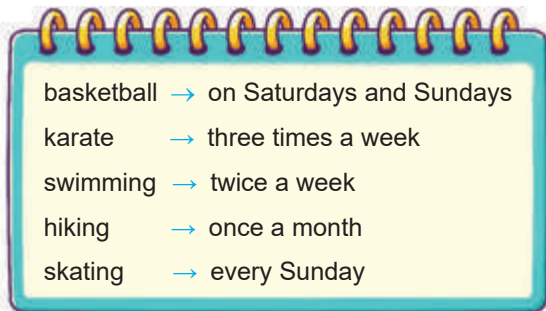 basketball → on Saturdays and Sundays
karate → three times a week
swimming → twice a week
hiking → once a month
skating → every Sunday